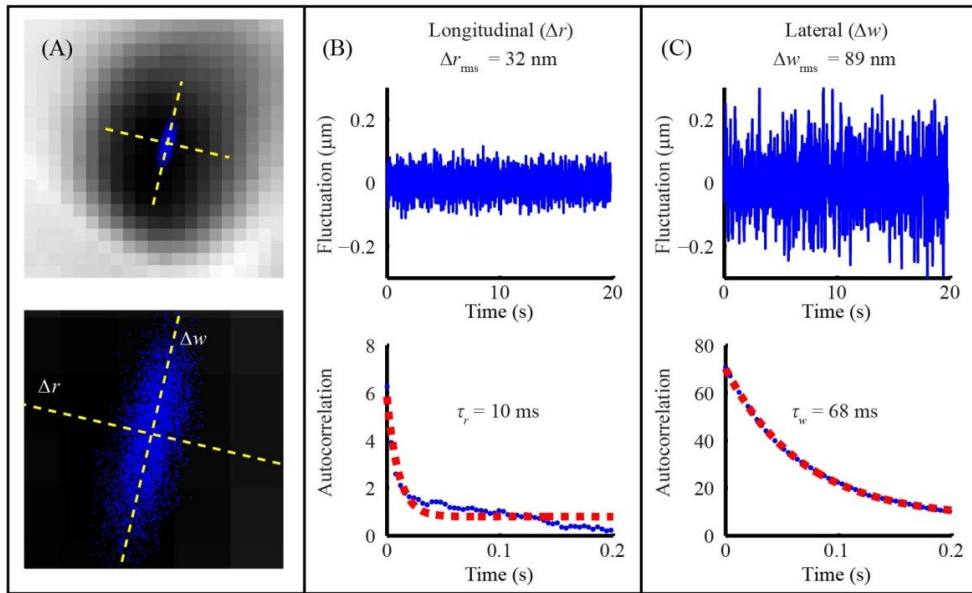 (A)
Δw
Δr
(B)
Longitudinal (Δr)
Δr_rms = 32 nm
Fluctuation (μm)
0.2
0
−0.2
0
10
20
Time (s)
Autocorrelation
8
6
4
2
0
τ_r = 10 ms
0
0.1
0.2
Time (s)
(C)
Lateral (Δw)
Δw_rms = 89 nm
Fluctuation (μm)
0.2
0
−0.2
0
10
20
Time (s)
Autocorrelation
80
60
40
20
0
τ_w = 68 ms
0
0.1
0.2
Time (s)